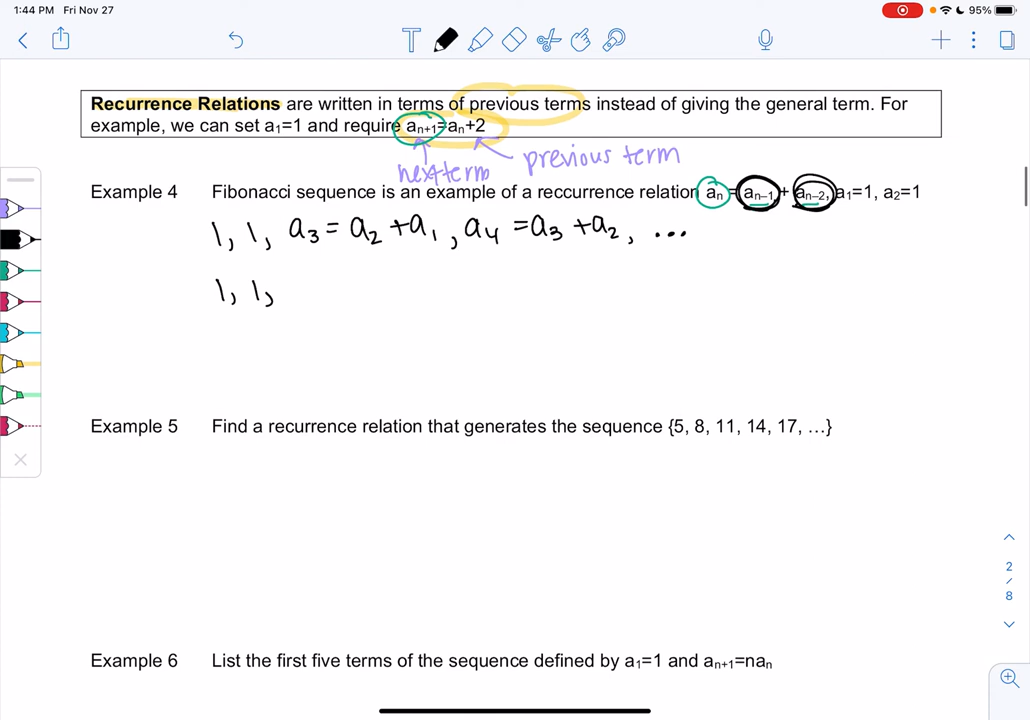 1:44 PM Fri Nov 27
95%
T
Recurrence Relations are written in terms of previous terms instead of giving the general term. For
example, we can set a₁=1 and require aₙ₊₁=aₙ+2
next term
previous term
Example 4 Fibonacci sequence is an example of a reccurrence relation aₙ=aₙ₋₁+aₙ₋₂, a₁=1, a₂=1
1, 1, a₃ = a₂ + a₁, a₄ = a₃ + a₂, ...
1, 1,
Example 5 Find a recurrence relation that generates the sequence {5, 8, 11, 14, 17, …}
2
/
8
Example 6 List the first five terms of the sequence defined by a₁=1 and aₙ₊₁=naₙ